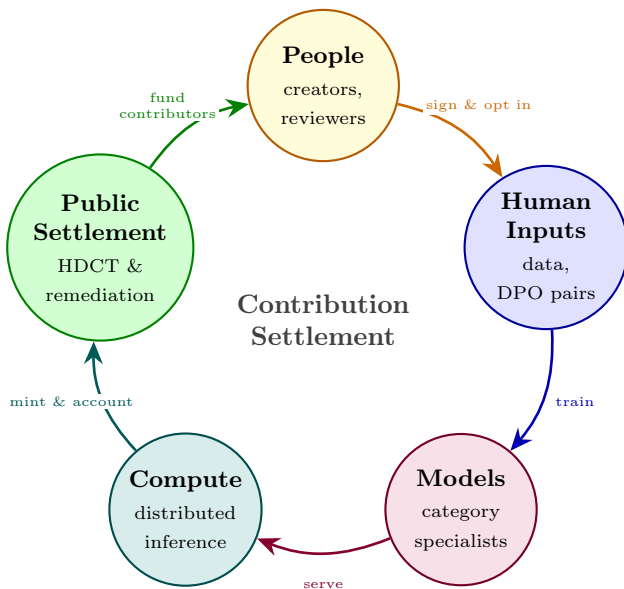 People
creators,
reviewers
sign & opt in
Human
Inputs
data,
DPO pairs
train
Models
category
specialists
serve
Compute
distributed
inference
mint & account
Public
Settlement
HDCT &
remediation
fund
contributors
Contribution
Settlement